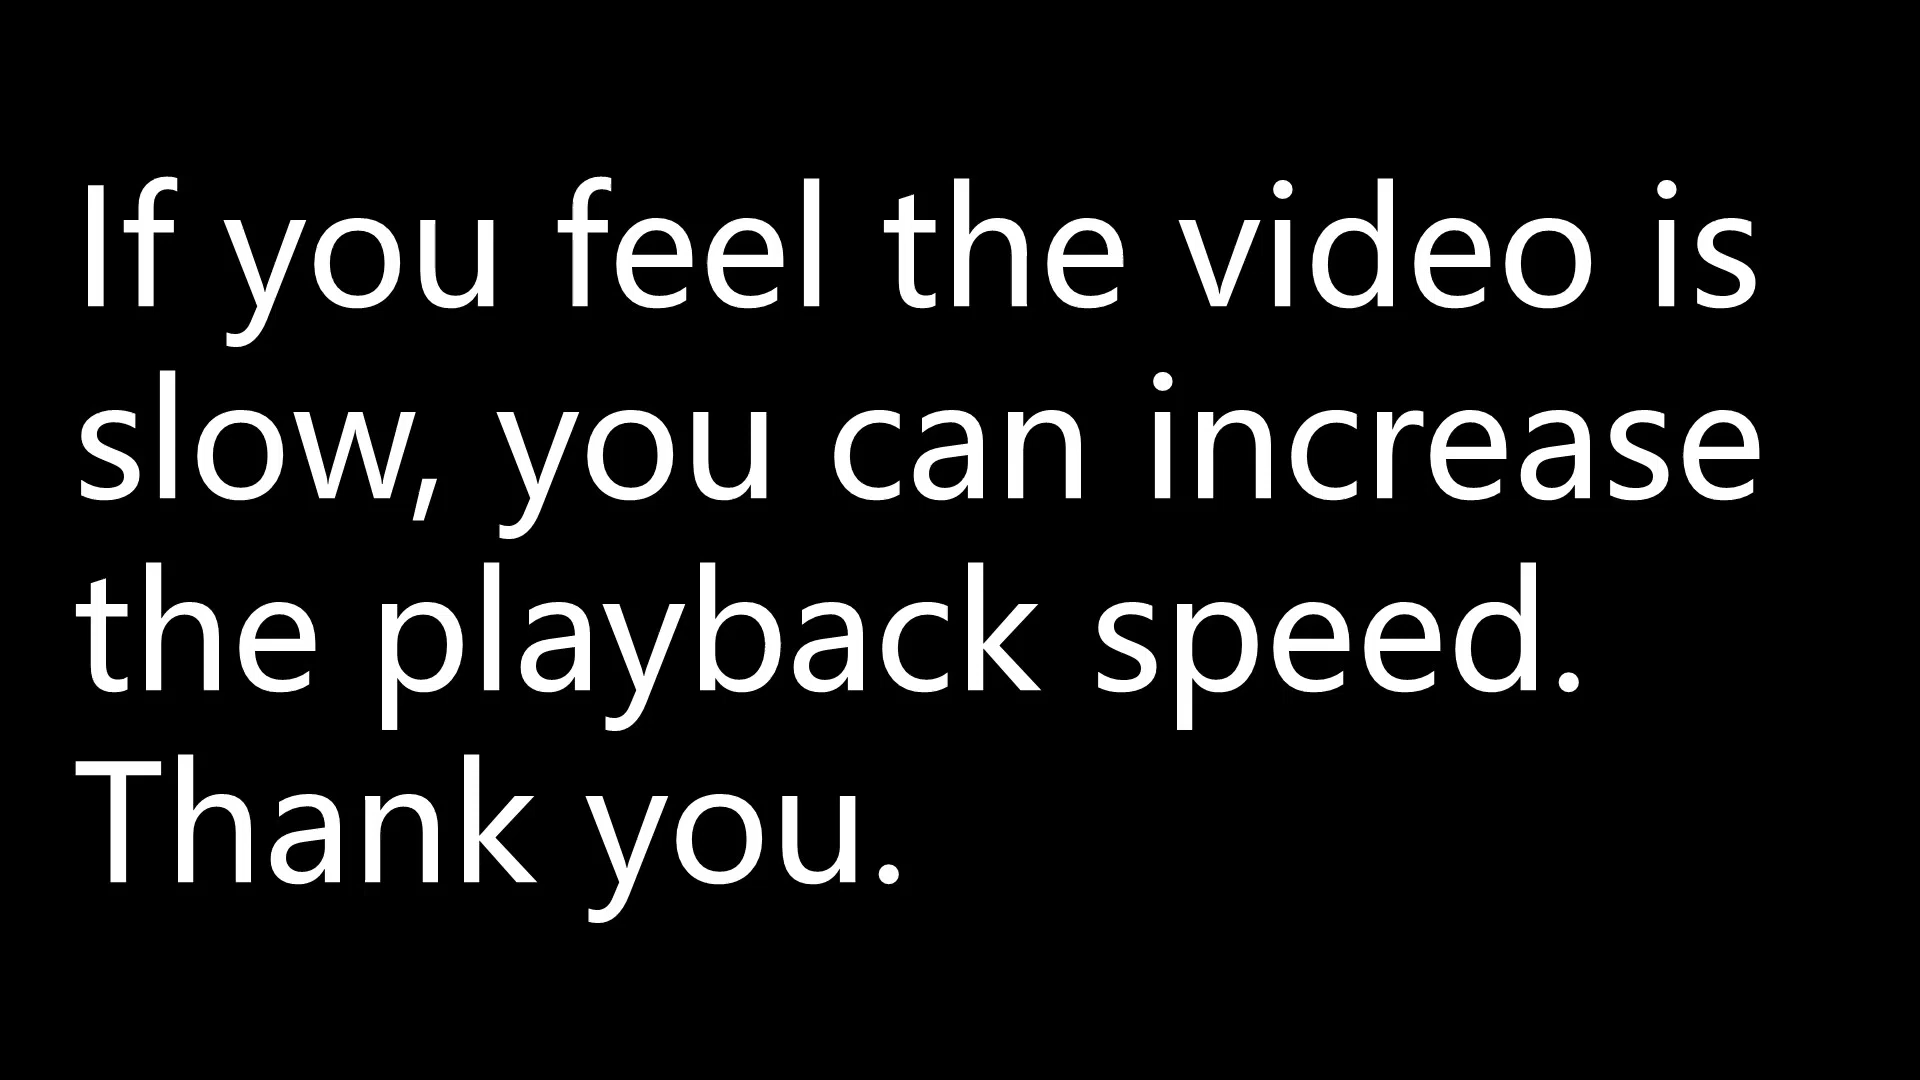 If you feel the video is
slow, you can increase
the playback speed.
Thank you.